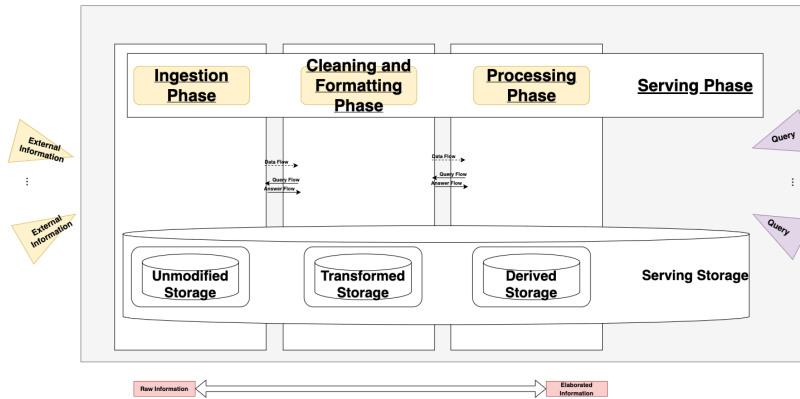 Ingestion
Phase
Cleaning and
Formatting
Phase
Processing
Phase
Serving Phase
External
Information
...
External
Information
Data Flow
Query Flow
Answer Flow
Data Flow
Query Flow
Answer Flow
Query
...
Query
Unmodified
Storage
Transformed
Storage
Derived
Storage
Serving Storage
Raw Information
Elaborated
Information